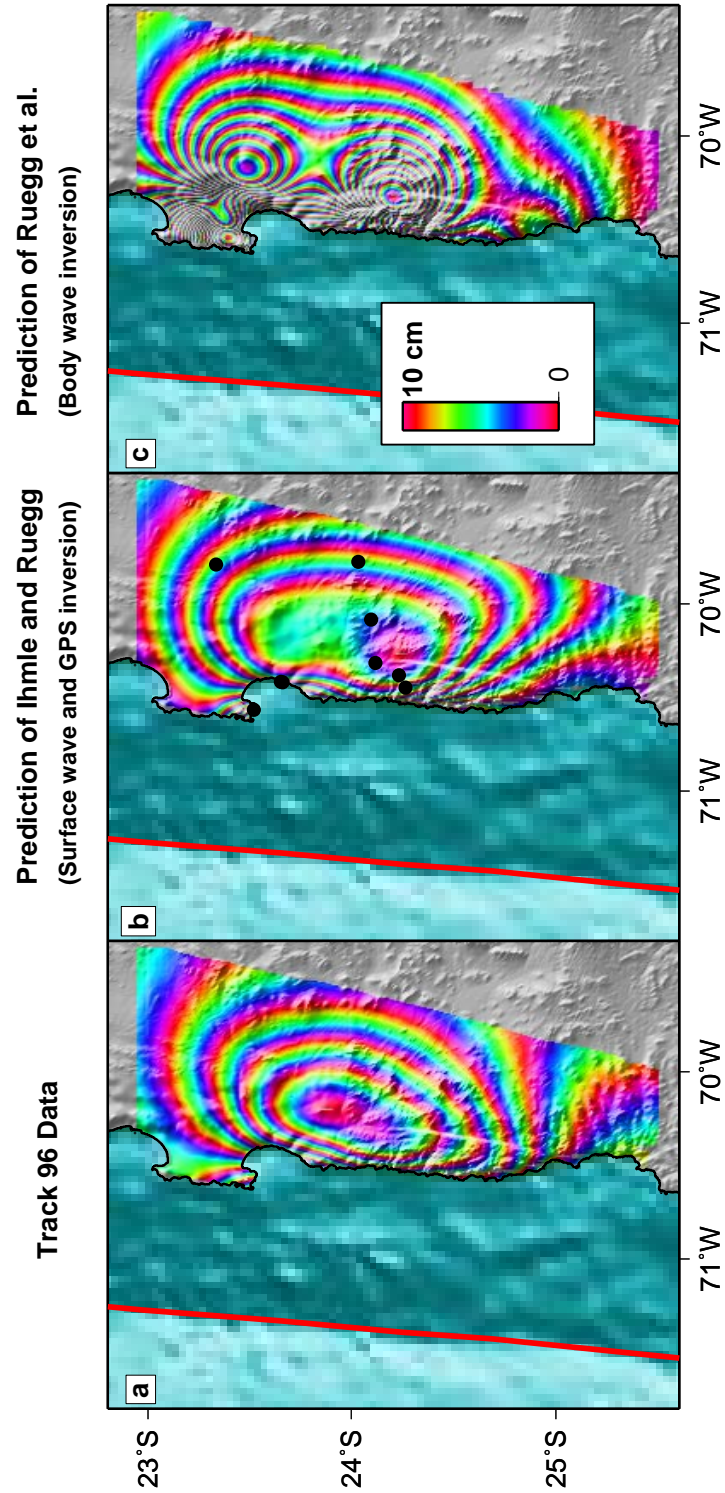 Track 96 Data
Prediction of Ihmle and Ruegg
(Surface wave and GPS inversion)
Prediction of Ruegg et al.
(Body wave inversion)
a
b
c
10 cm
0
23˚S
24˚S
25˚S
71˚W
70˚W
71˚W
70˚W
71˚W
70˚W